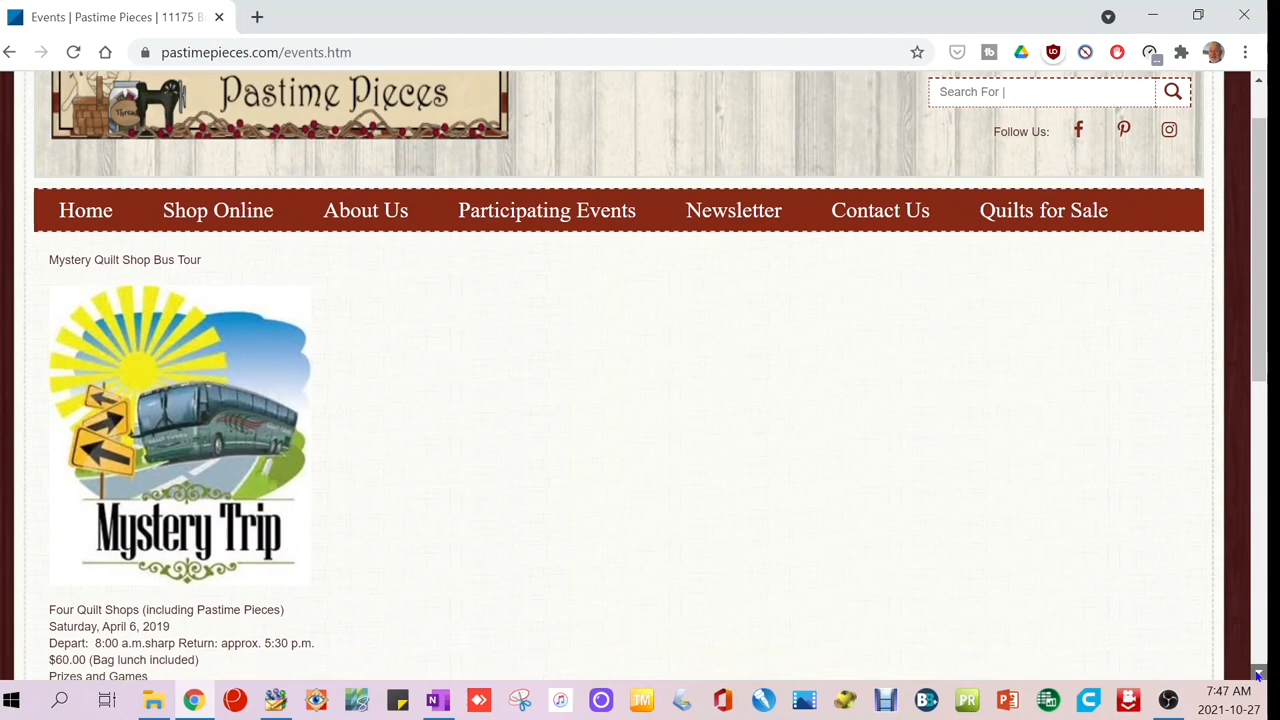 Events | Pastime Pieces | 11175 B
pastimepieces.com/events.htm
Thread
Pastime Pieces
Search For |
Follow Us:
Home Shop Online About Us Participating Events Newsletter Contact Us Quilts for Sale
Mystery Quilt Shop Bus Tour
Mystery Trip
Four Quilt Shops (including Pastime Pieces)
Saturday, April 6, 2019
Depart:  8:00 a.m.sharp Return: approx. 5:30 p.m.
$60.00 (Bag lunch included)
Prizes and Games
7:47 AM
2021-10-27